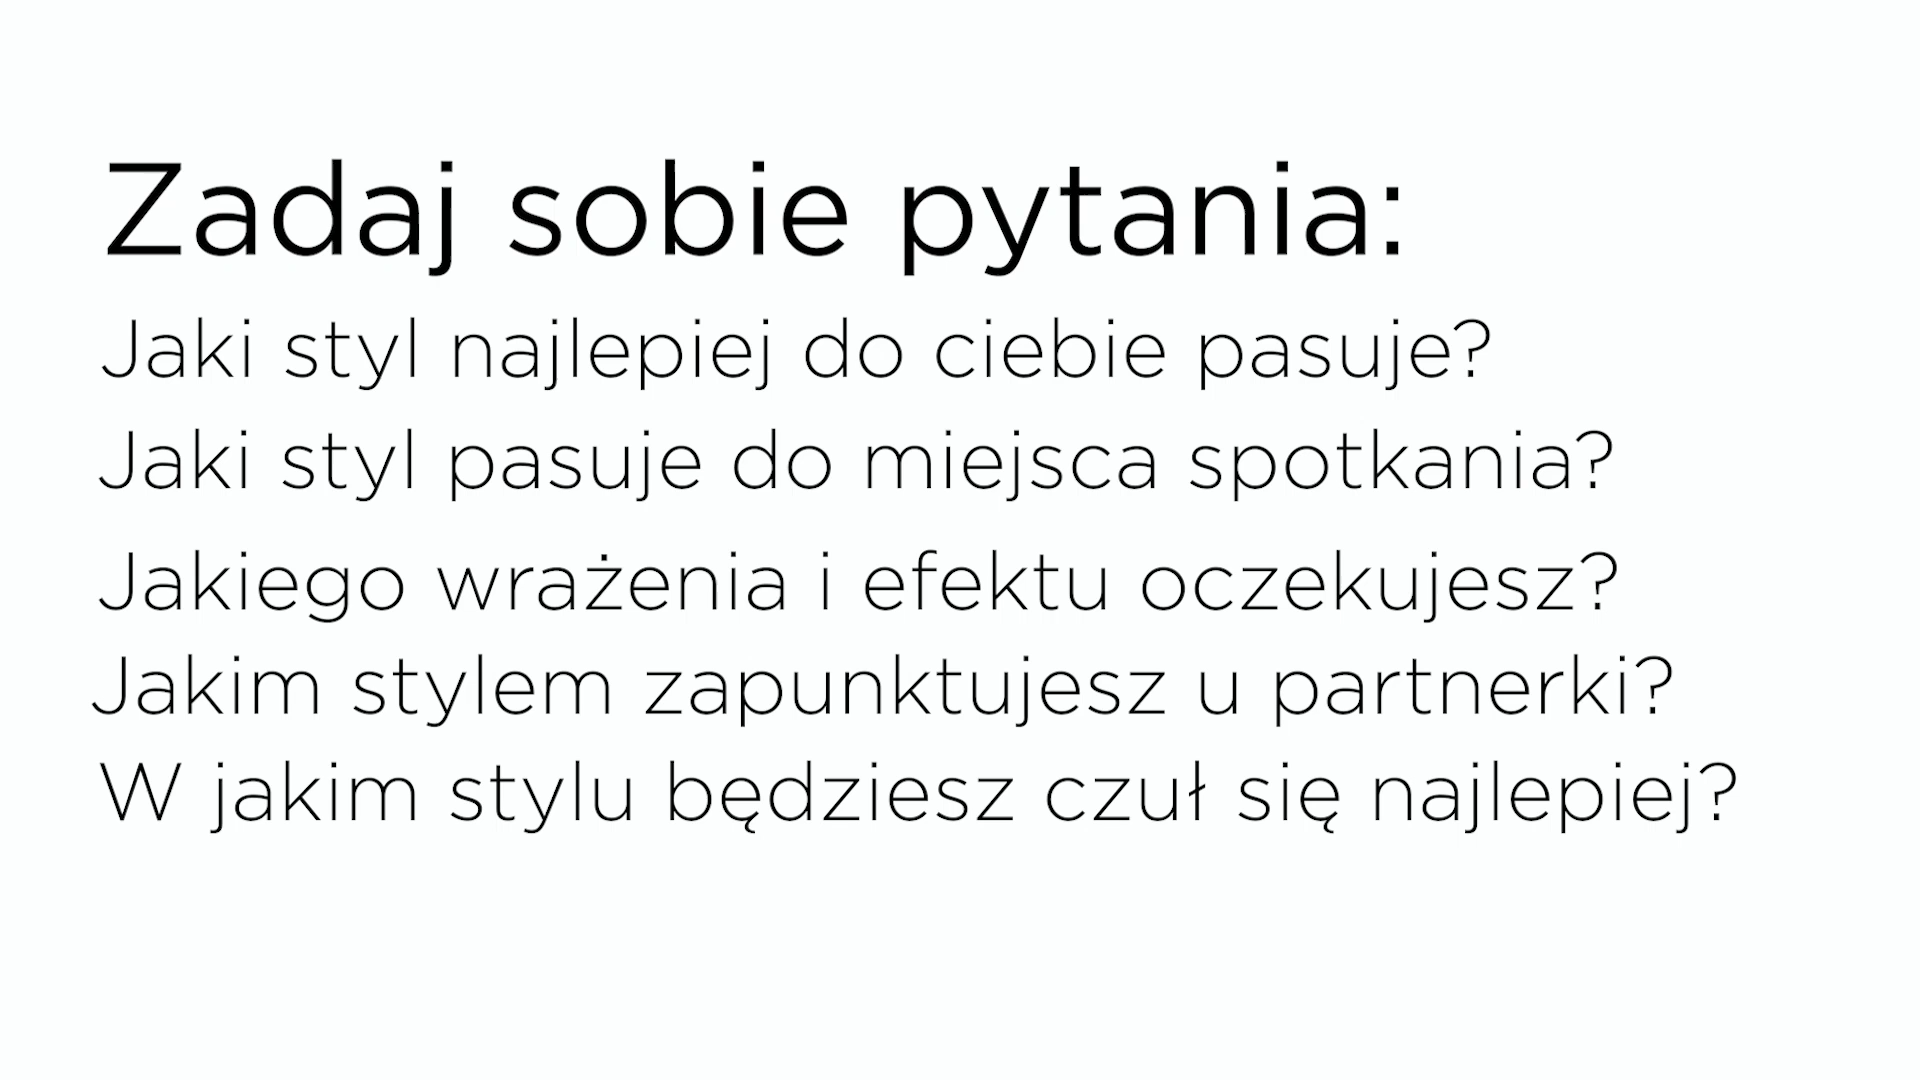 Zadaj sobie pytania:
Jaki styl najlepiej do ciebie pasuje?
Jaki styl pasuje do miejsca spotkania?
Jakiego wrażenia i efektu oczekujesz?
Jakim stylem zapunktujesz u partnerki?
W jakim stylu będziesz czuł się najlepiej?